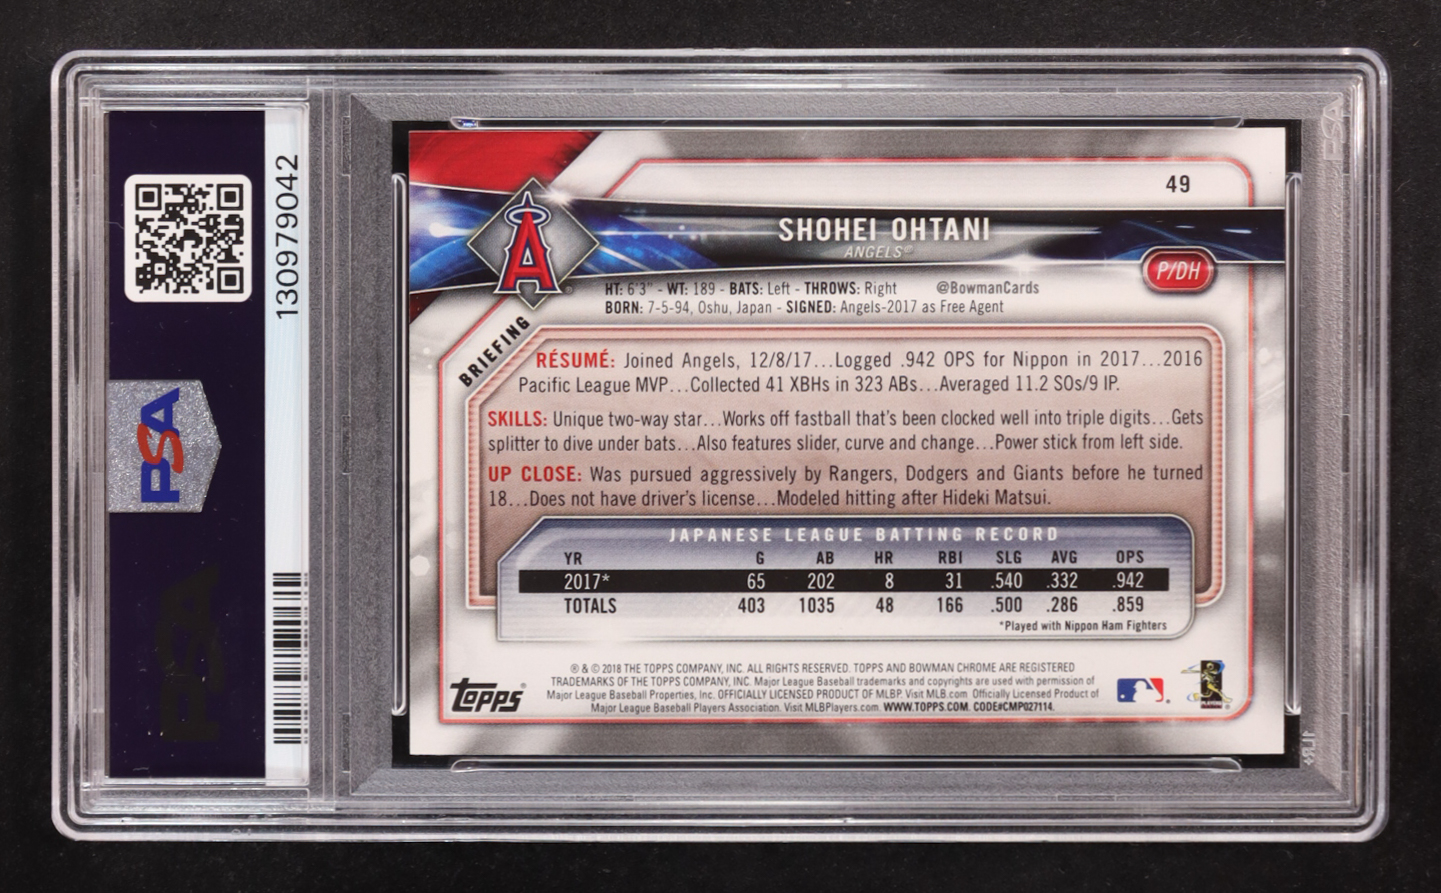 130979042
PSA
PSA
PSA
49
SHOHEI OHTANI
ANGELS®
A
P/DH
HT: 6'3" - WT: 189 - BATS: Left - THROWS: Right @BowmanCards
BORN: 7-5-94, Oshu, Japan - SIGNED: Angels-2017 as Free Agent
BRIEFING
RÉSUMÉ: Joined Angels, 12/8/17...Logged .942 OPS for Nippon in 2017...2016
Pacific League MVP...Collected 41 XBHs in 323 ABs...Averaged 11.2 SOs/9 IP.
SKILLS: Unique two-way star...Works off fastball that's been clocked well into triple digits...Gets
splitter to dive under bats...Also features slider, curve and change...Power stick from left side.
UP CLOSE: Was pursued aggressively by Rangers, Dodgers and Giants before he turned
18...Does not have driver's license...Modeled hitting after Hideki Matsui.
JAPANESE LEAGUE BATTING RECORD
YR G AB HR RBI SLG AVG OPS
2017* 65 202 8 31 .540 .332 .942
TOTALS 403 1035 48 166 .500 .286 .859
*Played with Nippon Ham Fighters
® & © 2018 THE TOPPS COMPANY, INC. ALL RIGHTS RESERVED. TOPPS AND BOWMAN CHROME ARE REGISTERED
TRADEMARKS OF THE TOPPS COMPANY, INC. Major League Baseball trademarks and copyrights are used with permission of
Major League Baseball Properties, Inc. OFFICIALLY LICENSED PRODUCT OF MLBP. Visit MLB.com Officially Licensed Product of
Major League Baseball Players Association. Visit MLBPlayers.com. WWW.TOPPS.COM. CODE#CMP027114.
TOPPS®